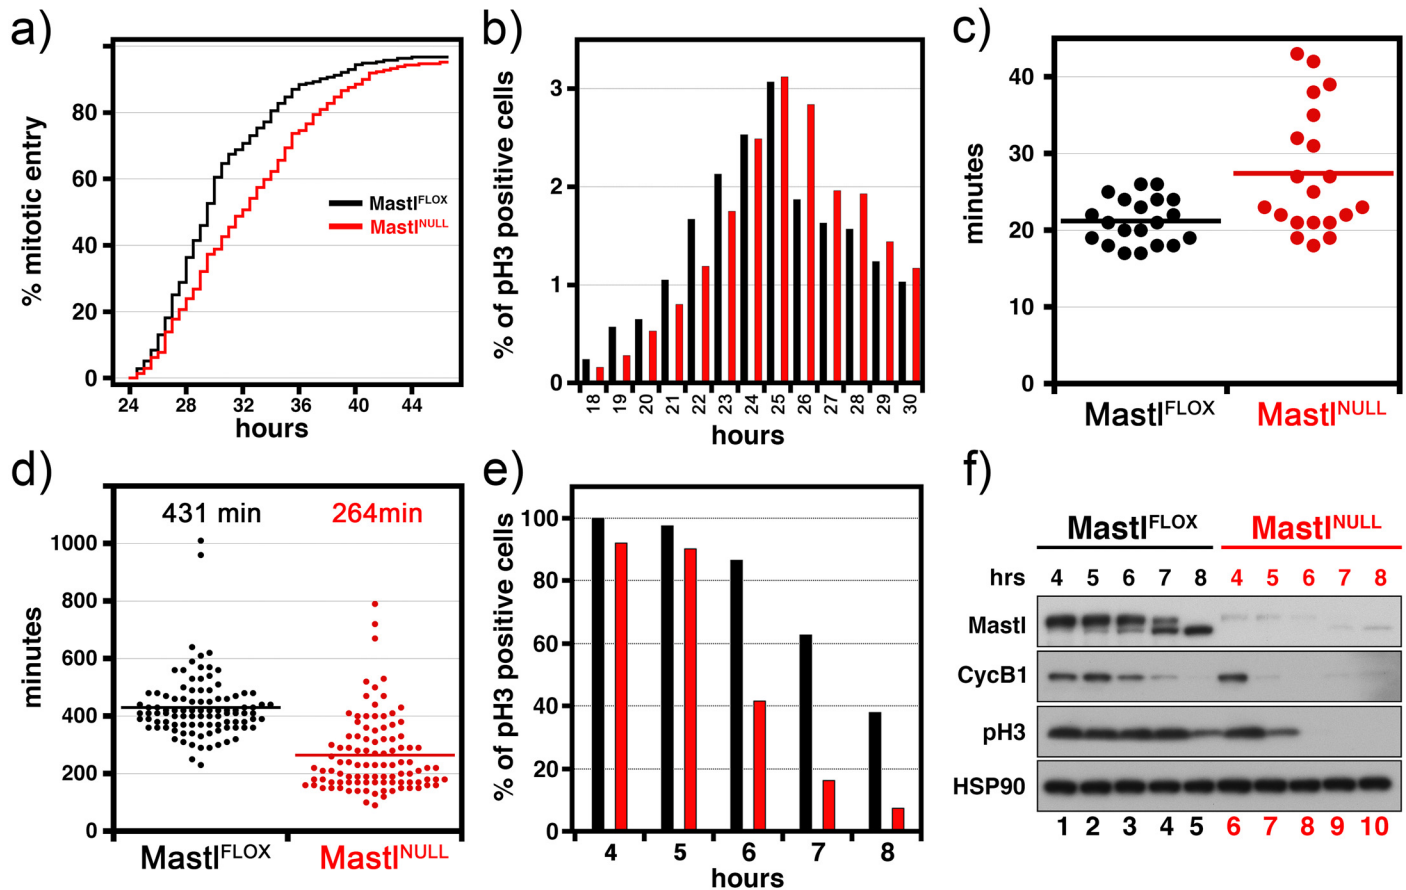 a)
% mitotic entry
80
60
40
20
0
24 28 32 36 40 44
hours
Mastl^FLOX
Mastl^NULL
b)
% of pH3 positive cells
3
2
1
0
18 19 20 21 22 23 24 25 26 27 28 29 30
hours
c)
minutes
40
30
20
10
0
Mastl^FLOX Mastl^NULL
d)
431 min 264min
minutes
1000
800
600
400
200
0
Mastl^FLOX Mastl^NULL
e)
% of pH3 positive cells
100
80
60
40
20
0
4 5 6 7 8
hours
f)
Mastl^FLOX Mastl^NULL
hrs 4 5 6 7 8 4 5 6 7 8
Mastl
CycB1
pH3
HSP90
1 2 3 4 5 6 7 8 9 10